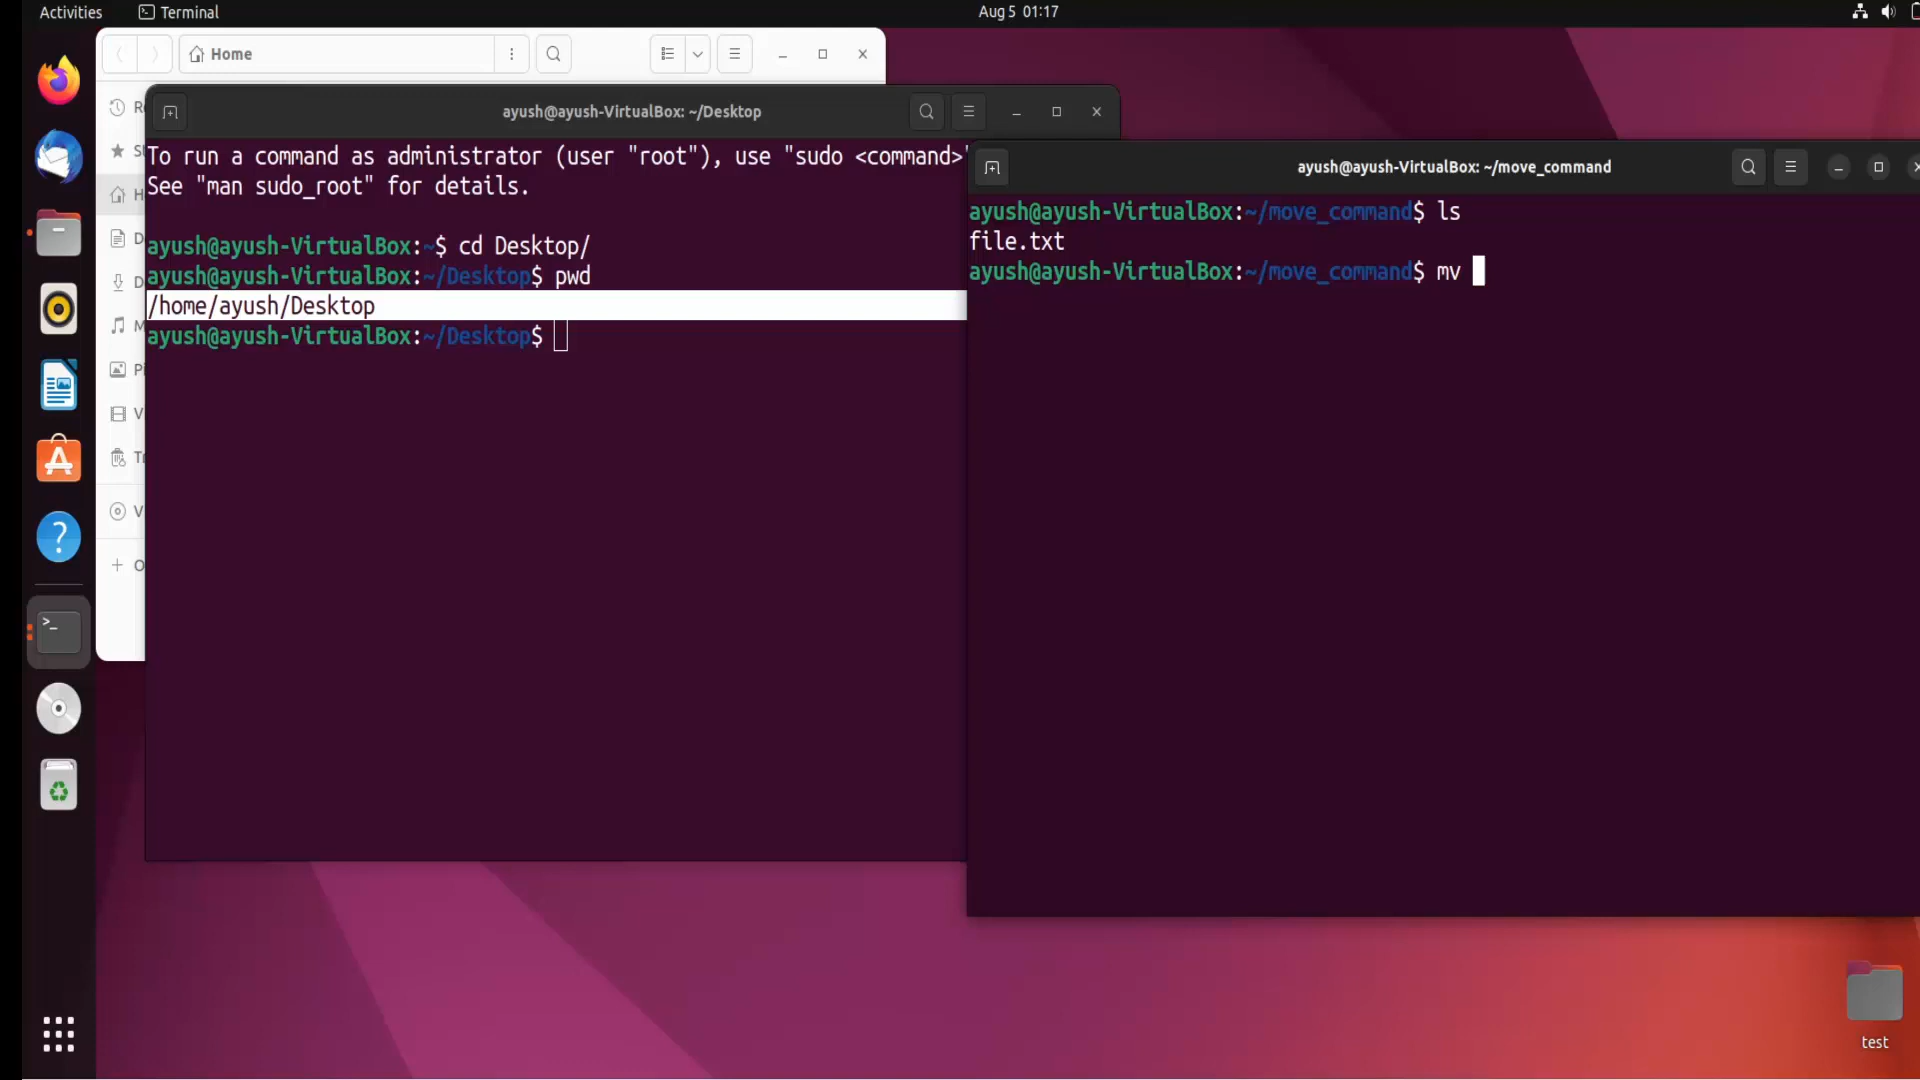 Activities
Terminal
Aug 5 01:17
Home
ayush@ayush-VirtualBox: ~/Desktop
To run a command as administrator (user "root"), use "sudo <command>"
See "man sudo_root" for details.
ayush@ayush-VirtualBox:~$ cd Desktop/
ayush@ayush-VirtualBox:~/Desktop$ pwd
/home/ayush/Desktop
ayush@ayush-VirtualBox:~/Desktop$
ayush@ayush-VirtualBox: ~/move_command
ayush@ayush-VirtualBox:~/move_command$ ls
file.txt
ayush@ayush-VirtualBox:~/move_command$ mv
test